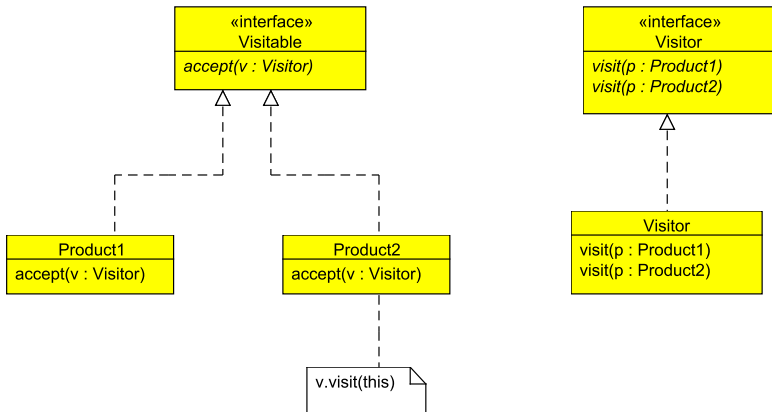 «interface»
Visitable
accept(v : Visitor)
«interface»
Visitor
visit(p : Product1)
visit(p : Product2)
Product1
accept(v : Visitor)
Product2
accept(v : Visitor)
Visitor
visit(p : Product1)
visit(p : Product2)
v.visit(this)